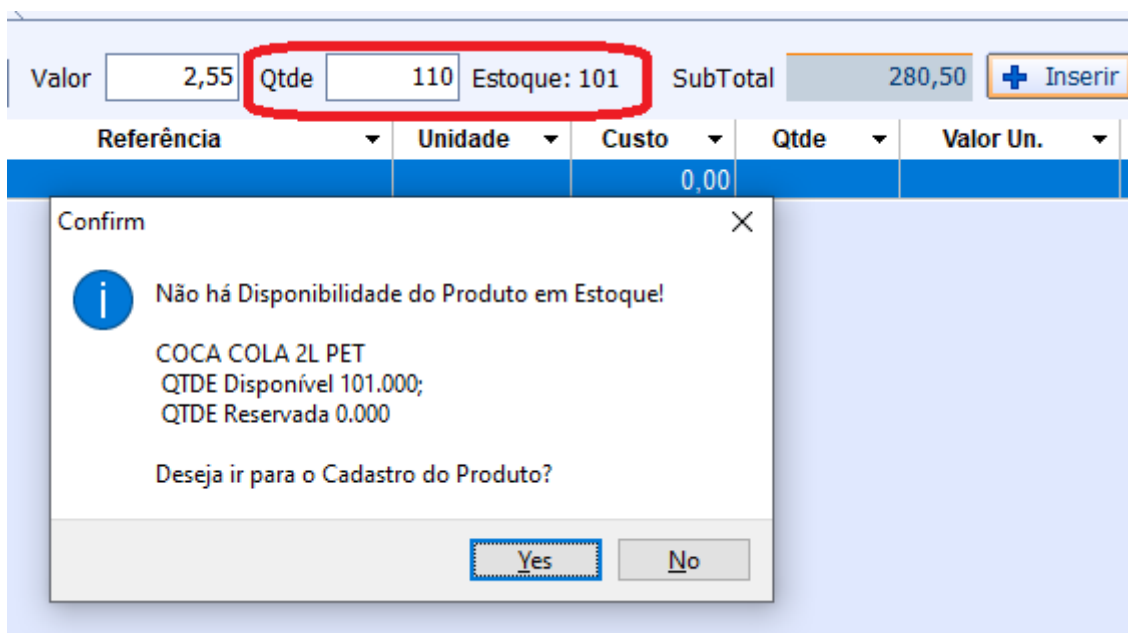 Valor 2,55 Qtde 110 Estoque: 101 SubTotal 280,50 Inserir
Referência Unidade Custo Qtde Valor Un.
0,00
Confirm
Não há Disponibilidade do Produto em Estoque!
COCA COLA 2L PET
QTDE Disponível 101.000;
QTDE Reservada 0.000
Deseja ir para o Cadastro do Produto?
Yes No